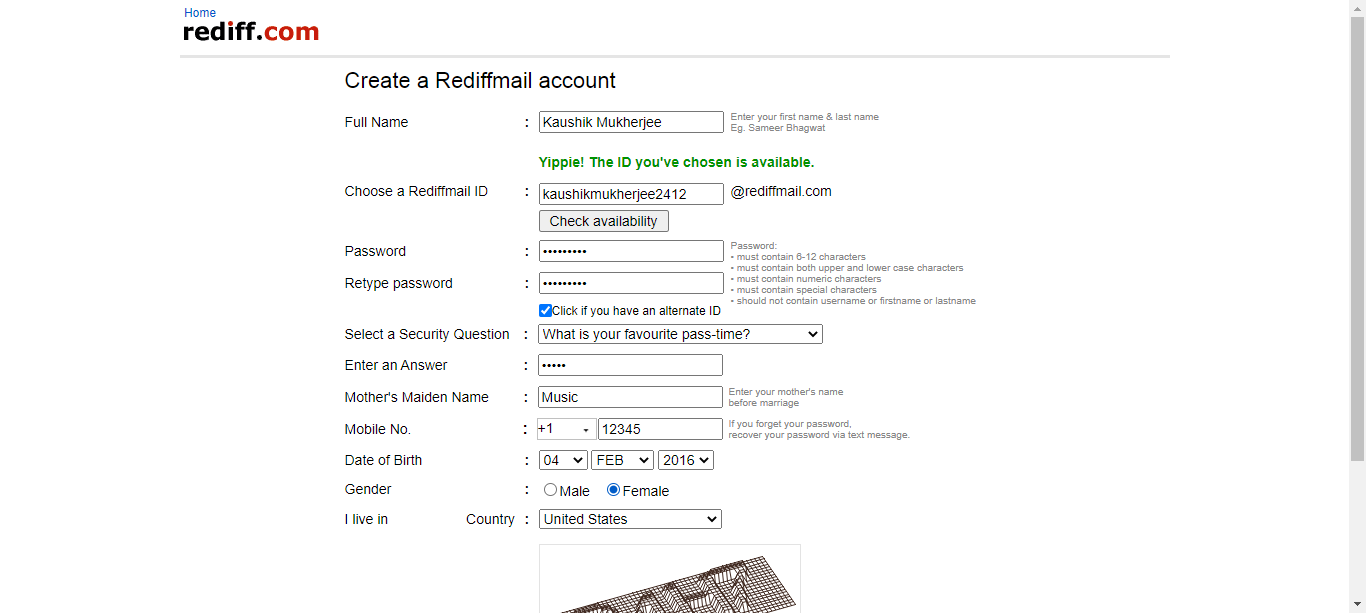 Home
rediff.com
Create a Rediffmail account
Full Name : Kaushik Mukherjee Enter your first name & last name
Eg. Sameer Bhagwat
Yippie! The ID you've chosen is available.
Choose a Rediffmail ID : kaushikmukherjee2412 @rediffmail.com
Check availability
Password : ••••••••• Password:
• must contain 6-12 characters
• must contain both upper and lower case characters
• must contain numeric characters
Retype password : •••••••••
• must contain special characters
• should not contain username or firstname or lastname
Click if you have an alternate ID
Select a Security Question : What is your favourite pass-time?
Enter an Answer : •••••
Mother's Maiden Name : Music Enter your mother's name
before marriage
Mobile No. : +1 12345 If you forget your password,
recover your password via text message.
Date of Birth : 04 FEB 2016
Gender : Male Female
I live in Country : United States